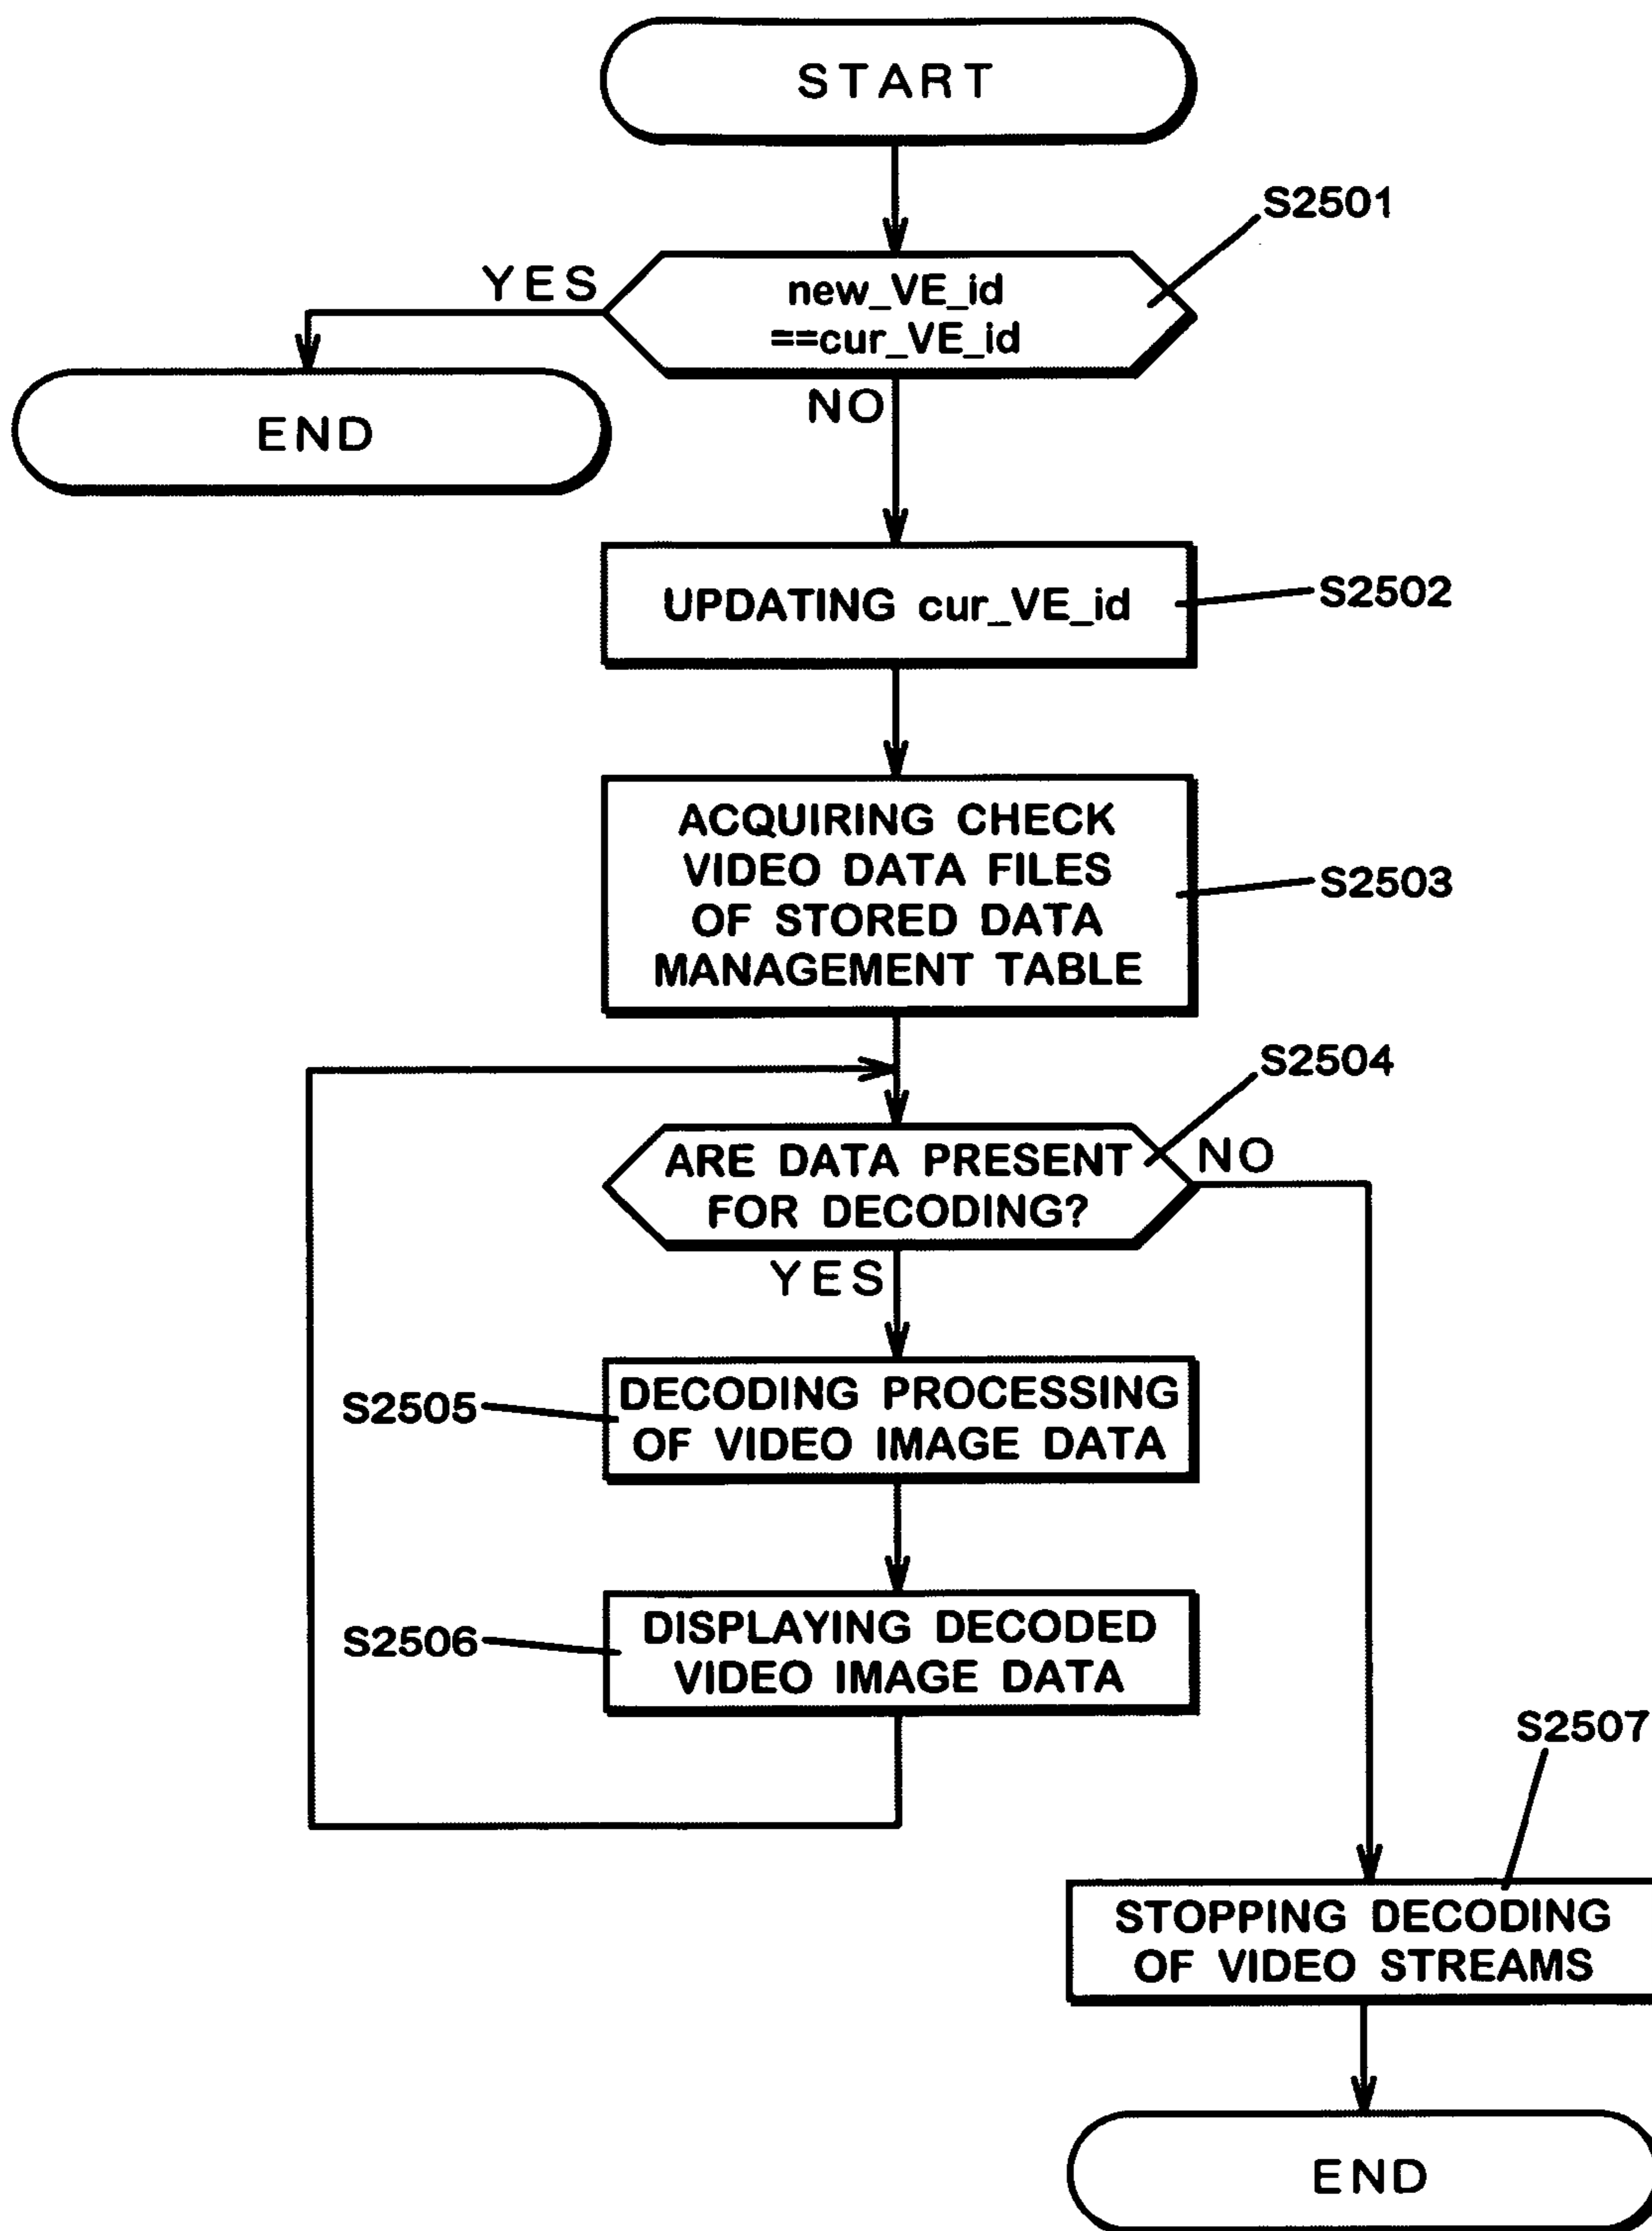 START
S2501
YES
new_VE_id
==cur_VE_id
NO
END
UPDATING cur_VE_id
S2502
ACQUIRING CHECK
VIDEO DATA FILES
OF STORED DATA
MANAGEMENT TABLE
S2503
S2504
ARE DATA PRESENT
FOR DECODING?
NO
YES
S2505
DECODING PROCESSING
OF VIDEO IMAGE DATA
S2506
DISPLAYING DECODED
VIDEO IMAGE DATA
S2507
STOPPING DECODING
OF VIDEO STREAMS
END